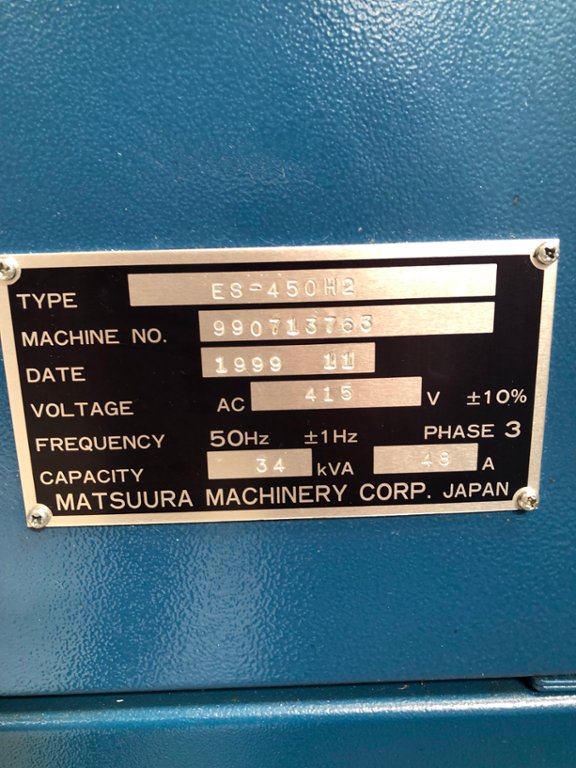 TYPE ES-450H2
MACHINE NO. 990713763
DATE 1999 11
VOLTAGE AC 415 V ±10%
FREQUENCY 50Hz ±1Hz PHASE 3
CAPACITY 34 kVA 48 A
MATSUURA MACHINERY CORP. JAPAN